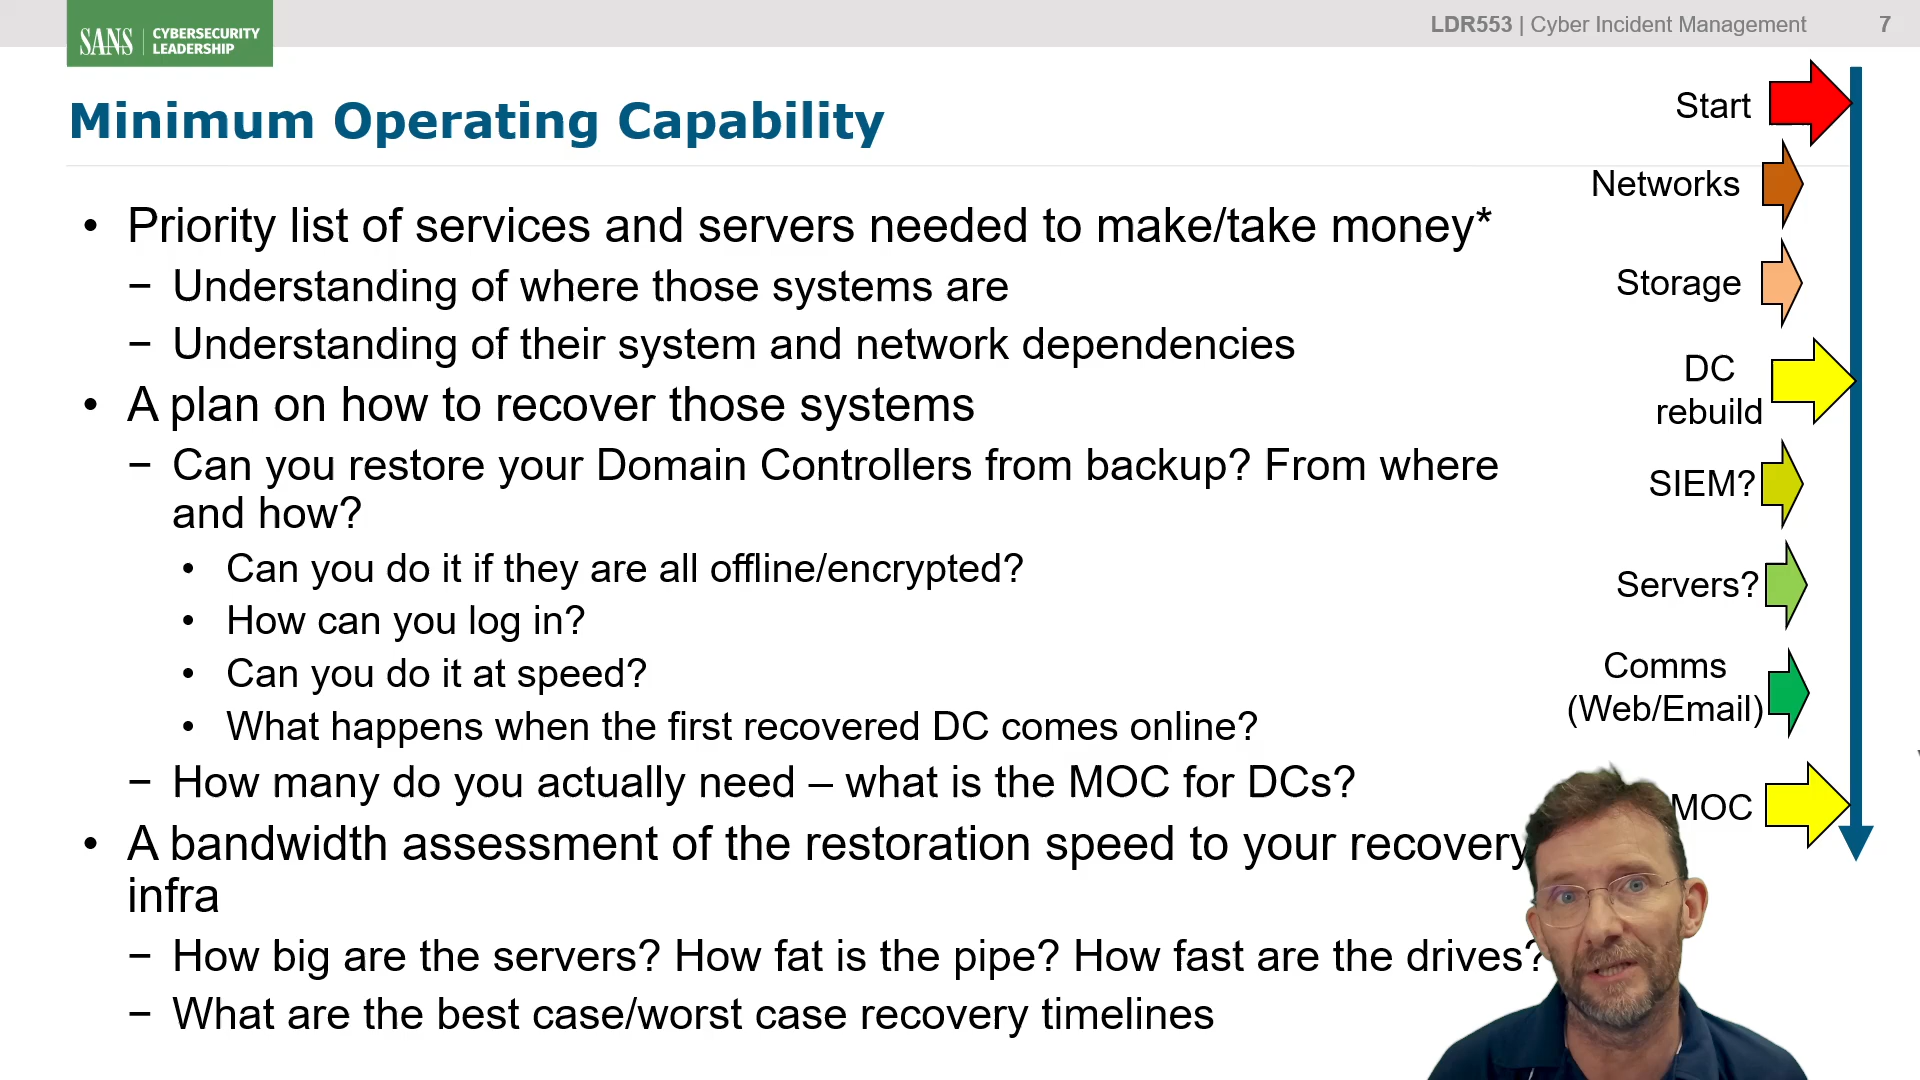 SANS
CYBERSECURITY
LEADERSHIP
LDR553 | Cyber Incident Management
7
Minimum Operating Capability
• Priority list of services and servers needed to make/take money*
− Understanding of where those systems are
− Understanding of their system and network dependencies
• A plan on how to recover those systems
− Can you restore your Domain Controllers from backup? From where
and how?
• Can you do it if they are all offline/encrypted?
• How can you log in?
• Can you do it at speed?
• What happens when the first recovered DC comes online?
− How many do you actually need – what is the MOC for DCs?
• A bandwidth assessment of the restoration speed to your recovery
infra
− How big are the servers? How fat is the pipe? How fast are the drives?
− What are the best case/worst case recovery timelines
Start
Networks
Storage
DC
rebuild
SIEM?
Servers?
Comms
(Web/Email)
MOC